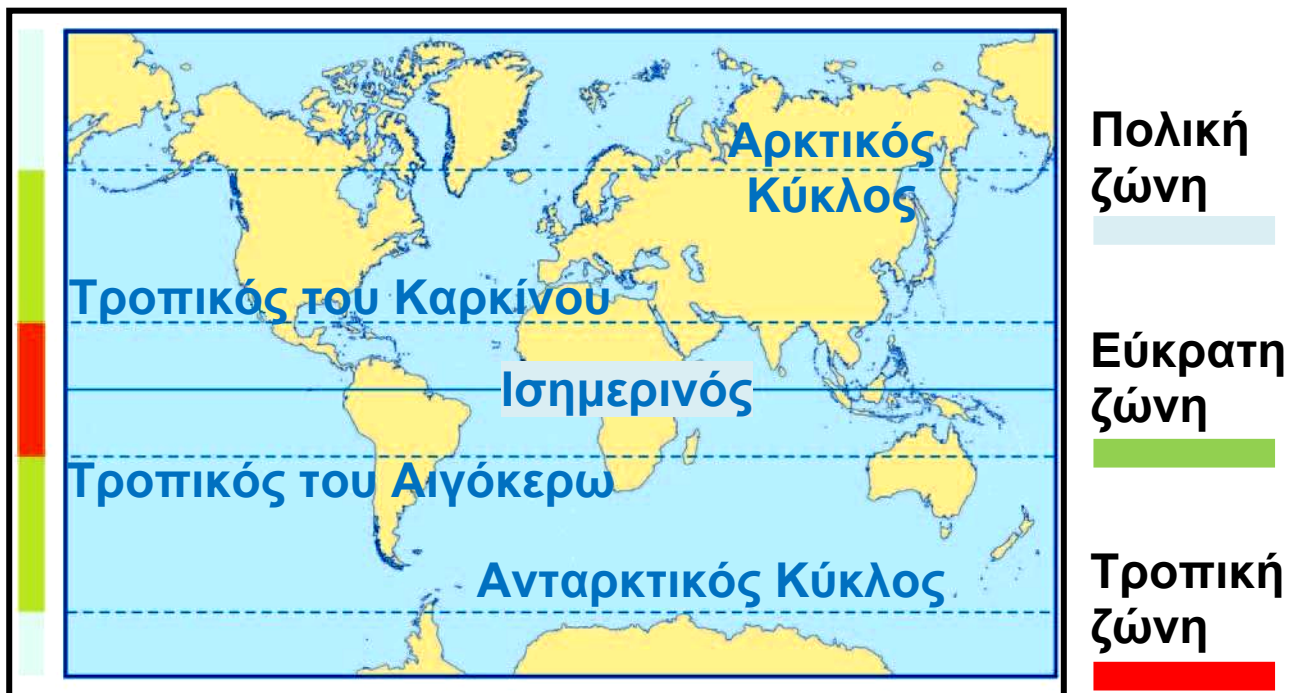 Αρκτικός
Κύκλος
Τροπικός του Καρκίνου
Ισημερινός
Τροπικός του Αιγόκερω
Ανταρκτικός Κύκλος
Πολική
ζώνη
Εύκρατη
ζώνη
Τροπική
ζώνη